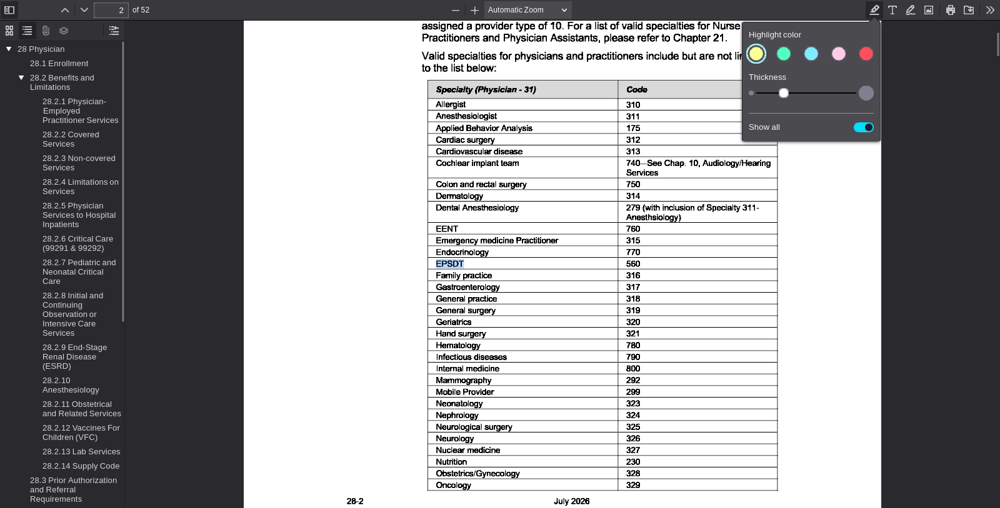 2 of 52 Automatic Zoom
28 Physician
28.1 Enrollment
28.2 Benefits and
Limitations
28.2.1 Physician-
Employed
Practitioner Services
28.2.2 Covered
Services
28.2.3 Non-covered
Services
28.2.4 Limitations on
Services
28.2.5 Physician
Services to Hospital
Inpatients
28.2.6 Critical Care
(99291 & 99292)
28.2.7 Pediatric and
Neonatal Critical
Care
28.2.8 Initial and
Continuing
Observation or
Intensive Care
Services
28.2.9 End-Stage
Renal Disease
(ESRD)
28.2.10
Anesthesiology
28.2.11 Obstetrical
and Related Services
28.2.12 Vaccines For
Children (VFC)
28.2.13 Lab Services
28.2.14 Supply Code
28.3 Prior Authorization
and Referral
Requirements
assigned a provider type of 10. For a list of valid specialties for Nurse
Practitioners and Physician Assistants, please refer to Chapter 21.
Valid specialties for physicians and practitioners include but are not
to the list below:
Specialty (Physician - 31) Code
Allergist 310
Anesthesiologist 311
Applied Behavior Analysis 175
Cardiac surgery 312
Cardiovascular disease 313
Cochlear implant team 740—See Chap. 10, Audiology/Hearing
Services
Colon and rectal surgery 750
Dermatology 314
Dental Anesthesiology 279 (with inclusion of Specialty 311-
Anesthsiology)
EENT 760
Emergency medicine Practitioner 315
Endocrinology 770
EPSDT 560
Family practice 316
Gastroenterology 317
General practice 318
General surgery 319
Geriatrics 320
Hand surgery 321
Hematology 780
Infectious diseases 790
Internal medicine 800
Mammography 292
Mobile Provider 299
Neonatology 323
Nephrology 324
Neurological surgery 325
Neurology 326
Nuclear medicine 327
Nutrition 230
Obstetrics/Gynecology 328
Oncology 329
28-2 July 2026
Highlight color
Thickness
Show all